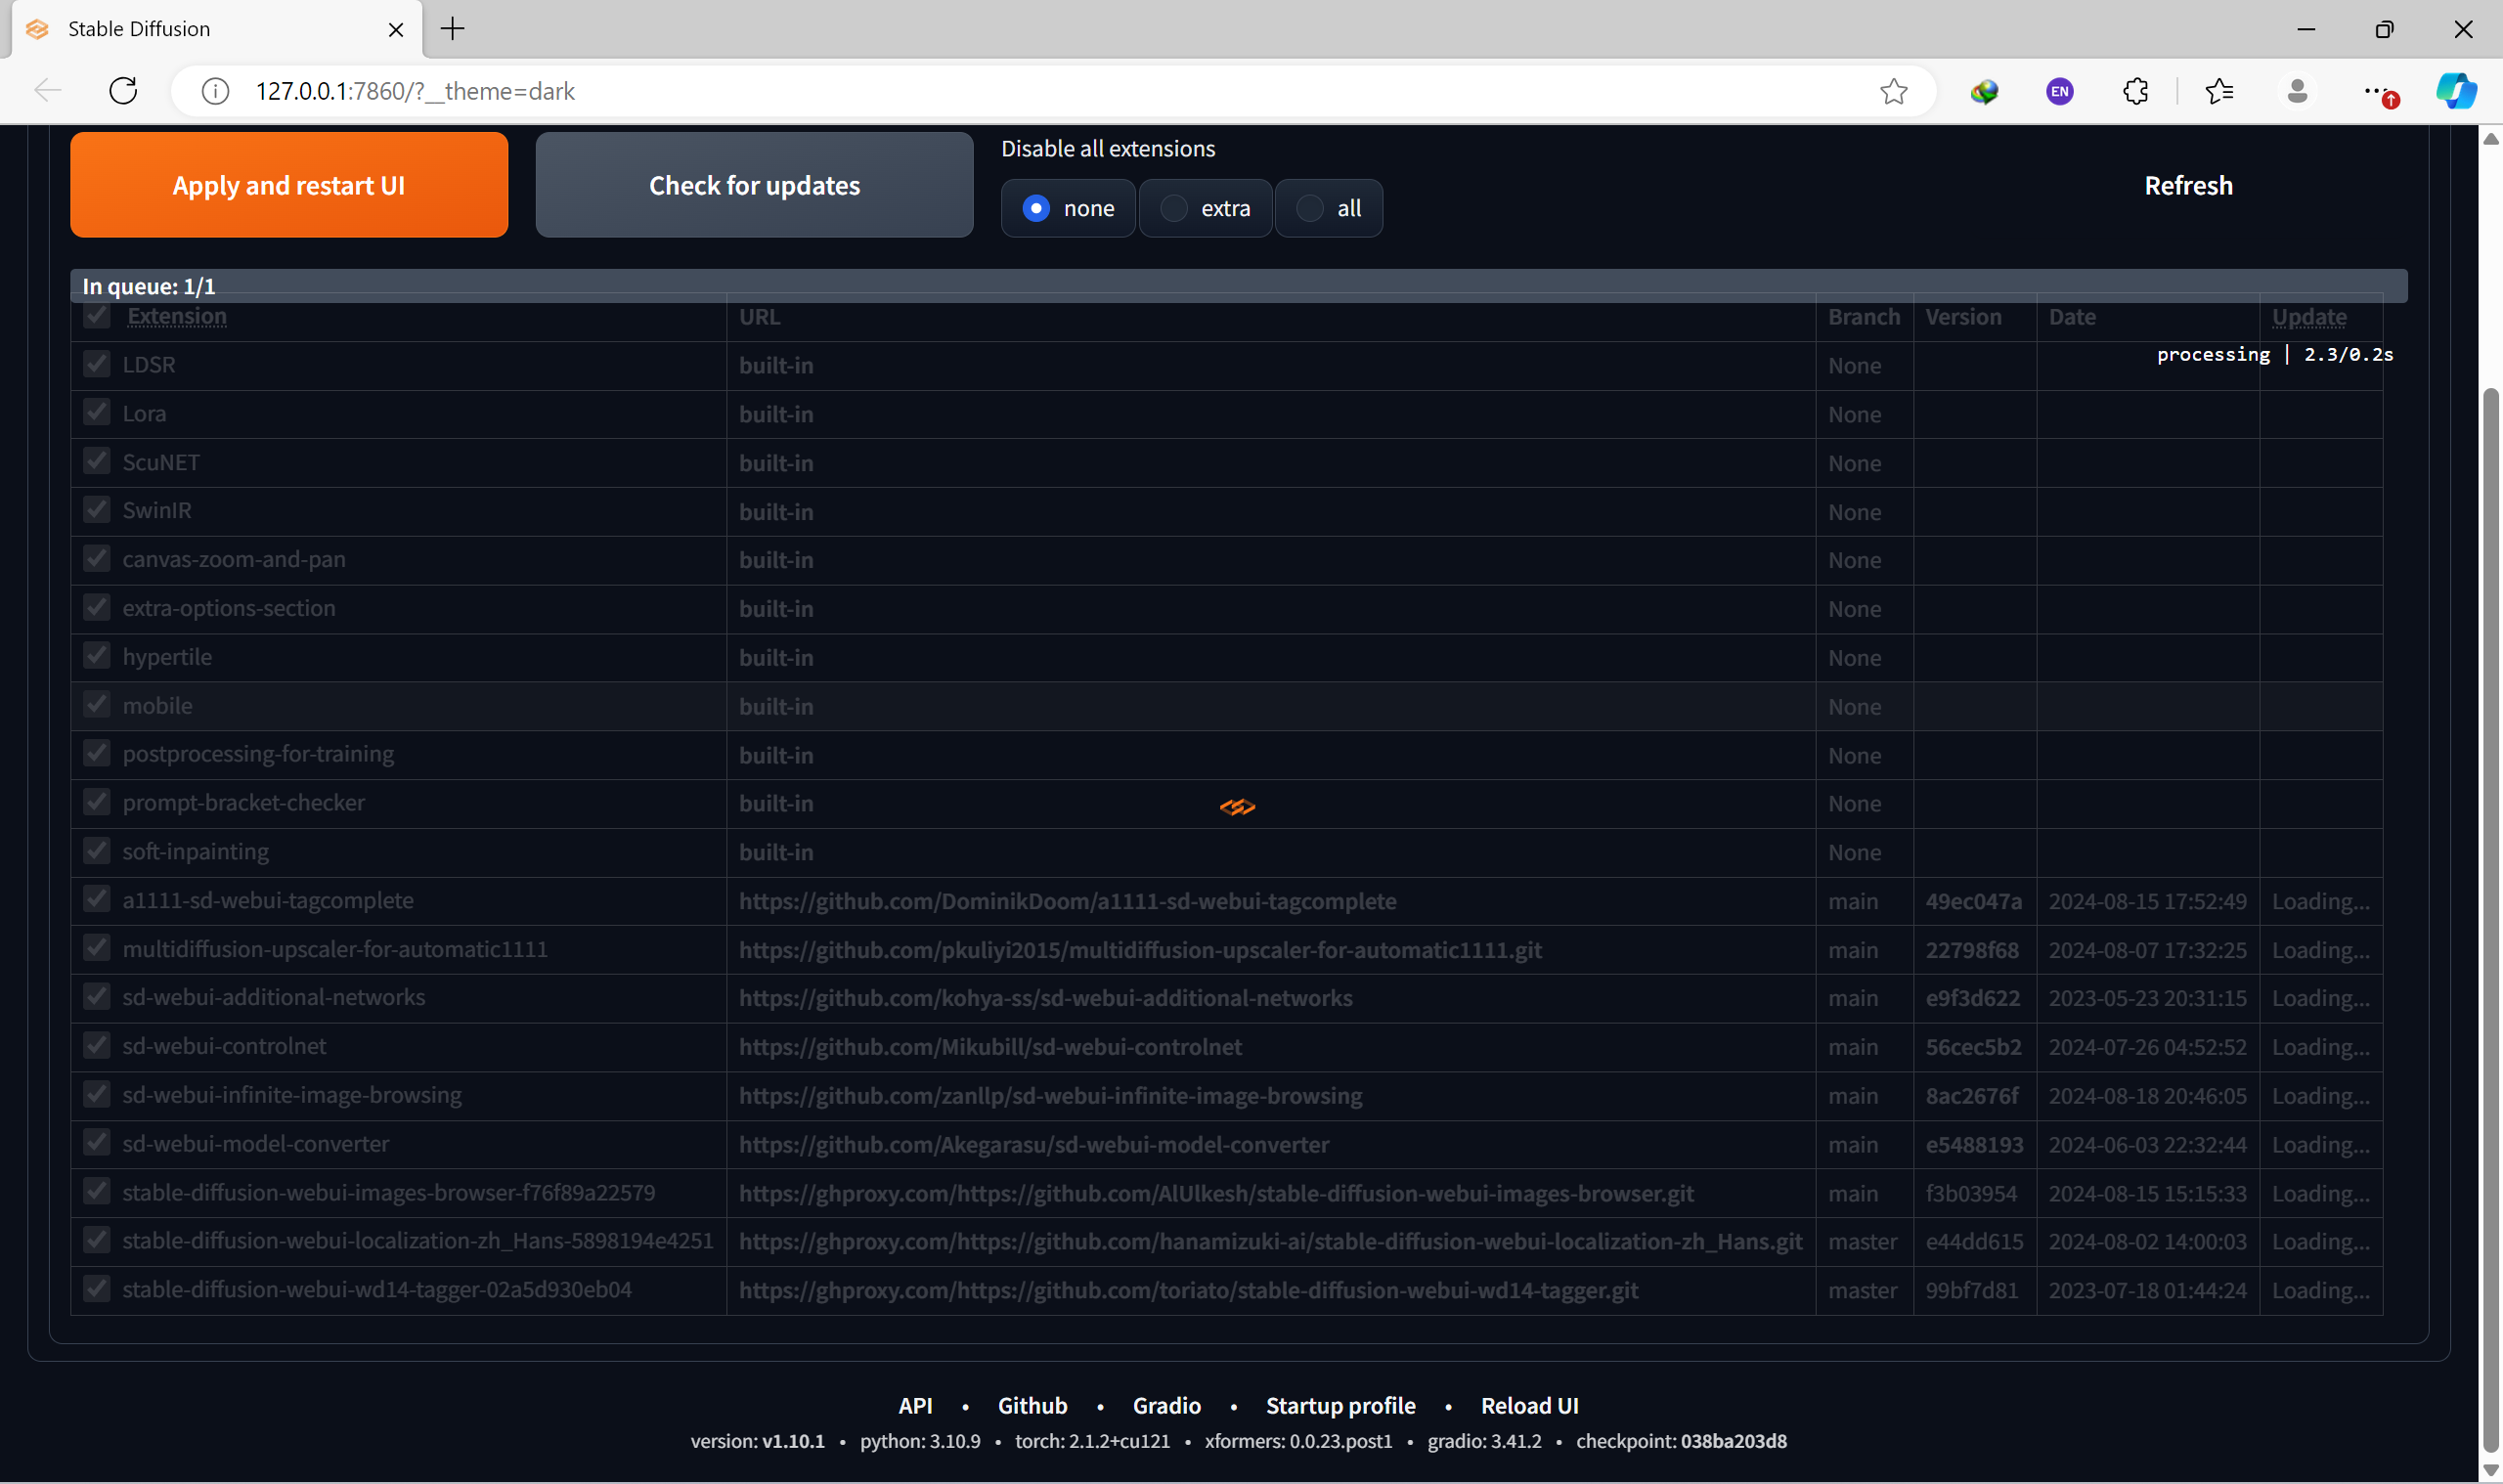 Stable Diffusion
127.0.0.1:7860/?__theme=dark
EN
Disable all extensions
Apply and restart UI
Check for updates
none extra all
Refresh
In queue: 1/1
Extension URL Branch Version Date Update
processing | 2.3/0.2s
LDSR built-in None
Lora built-in None
ScuNET built-in None
SwinIR built-in None
canvas-zoom-and-pan built-in None
extra-options-section built-in None
hypertile built-in None
mobile built-in None
postprocessing-for-training built-in None
prompt-bracket-checker built-in None
soft-inpainting built-in None
a1111-sd-webui-tagcomplete https://github.com/DominikDoom/a1111-sd-webui-tagcomplete main 49ec047a 2024-08-15 17:52:49 Loading...
multidiffusion-upscaler-for-automatic1111 https://github.com/pkuliyi2015/multidiffusion-upscaler-for-automatic1111.git main 22798f68 2024-08-07 17:32:25 Loading...
sd-webui-additional-networks https://github.com/kohya-ss/sd-webui-additional-networks main e9f3d622 2023-05-23 20:31:15 Loading...
sd-webui-controlnet https://github.com/Mikubill/sd-webui-controlnet main 56cec5b2 2024-07-26 04:52:52 Loading...
sd-webui-infinite-image-browsing https://github.com/zanllp/sd-webui-infinite-image-browsing main 8ac2676f 2024-08-18 20:46:05 Loading...
sd-webui-model-converter https://github.com/Akegarasu/sd-webui-model-converter main e5488193 2024-06-03 22:32:44 Loading...
stable-diffusion-webui-images-browser-f76f89a22579 https://ghproxy.com/https://github.com/AlUlkesh/stable-diffusion-webui-images-browser.git main f3b03954 2024-08-15 15:15:33 Loading...
stable-diffusion-webui-localization-zh_Hans-5898194e4251 https://ghproxy.com/https://github.com/hanamizuki-ai/stable-diffusion-webui-localization-zh_Hans.git master e44dd615 2024-08-02 14:00:03 Loading...
stable-diffusion-webui-wd14-tagger-02a5d930eb04 https://ghproxy.com/https://github.com/toriato/stable-diffusion-webui-wd14-tagger.git master 99bf7d81 2023-07-18 01:44:24 Loading...
API • Github • Gradio • Startup profile • Reload UI
version: v1.10.1 • python: 3.10.9 • torch: 2.1.2+cu121 • xformers: 0.0.23.post1 • gradio: 3.41.2 • checkpoint: 038ba203d8